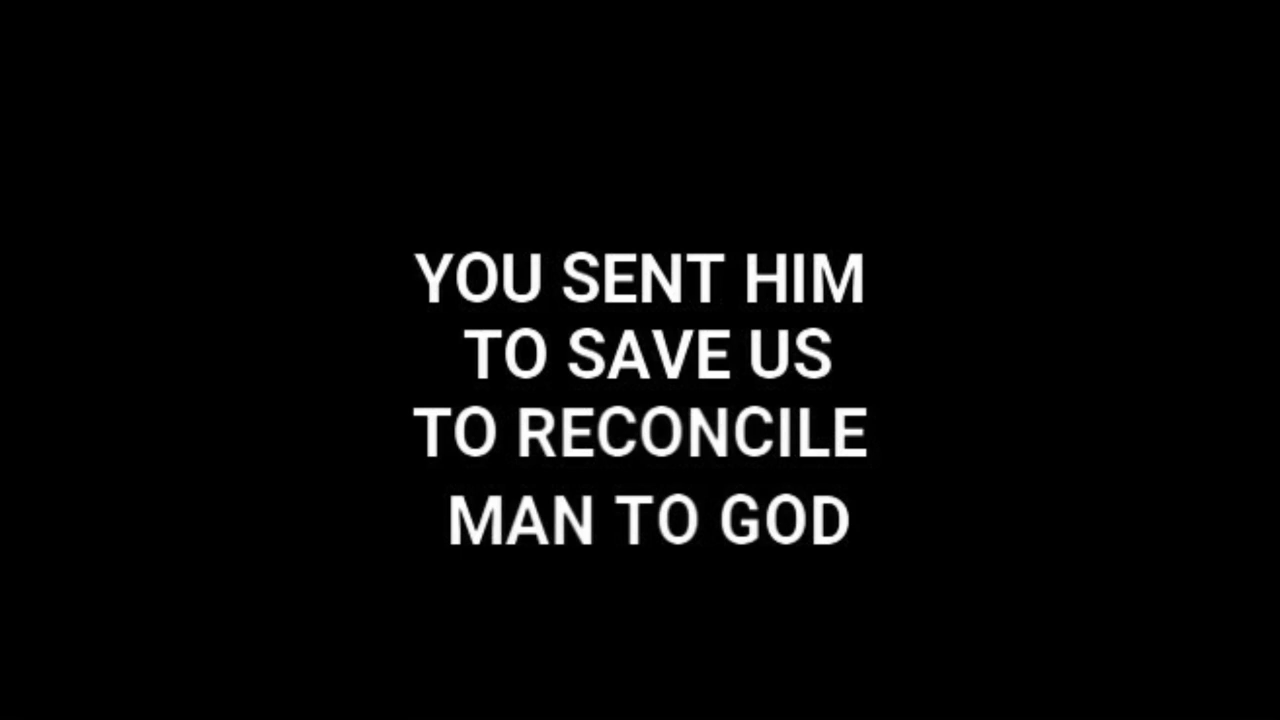 YOU SENT HIM
TO SAVE US
TO RECONCILE
MAN TO GOD